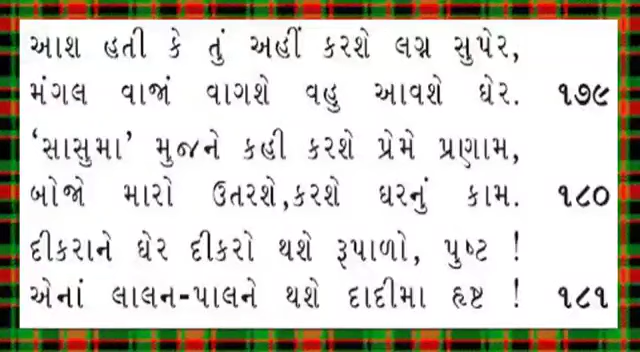 આશ હતી કે તું અહીં કરશે લગ્ન સુપેર,
મંગલ વાજાં વાગશે વહુ આવશે ઘેર. ૧૭૯
‘સાસુમા’ મુજને કહી કરશે પ્રેમે પ્રણામ,
બોજો મારો ઉતરશે,કરશે ઘરનું કામ. ૧૮૦
દીકરાને ઘેર દીકરો થશે રૂપાળો, પુષ્ટ !
એનાં લાલન-પાલને થશે દાદીમા હૃષ્ટ ! ૧૮૧